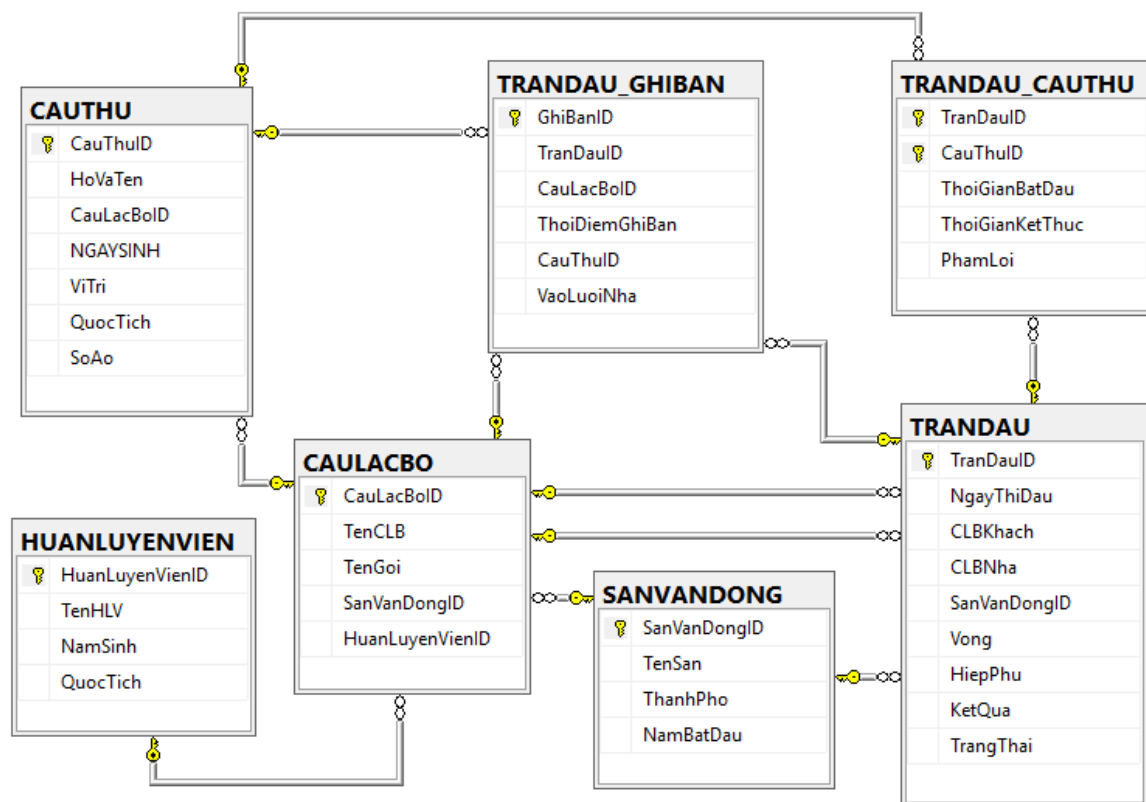 CAUTHU
CauThuID
HoVaTen
CauLacBoID
NGAYSINH
ViTri
QuocTich
SoAo
TRANDAU_GHIBAN
GhiBanID
TranDauID
CauLacBoID
ThoiDiemGhiBan
CauThuID
VaoLuoiNha
TRANDAU_CAUTHU
TranDauID
CauThuID
ThoiGianBatDau
ThoiGianKetThuc
PhamLoi
HUANLUYENVIEN
HuanLuyenVienID
TenHLV
NamSinh
QuocTich
CAULACBO
CauLacBoID
TenCLB
TenGoi
SanVanDongID
HuanLuyenVienID
SANVANDONG
SanVanDongID
TenSan
ThanhPho
NamBatDau
TRANDAU
TranDauID
NgayThiDau
CLBKhach
CLBNha
SanVanDongID
Vong
HiepPhu
KetQua
TrangThai